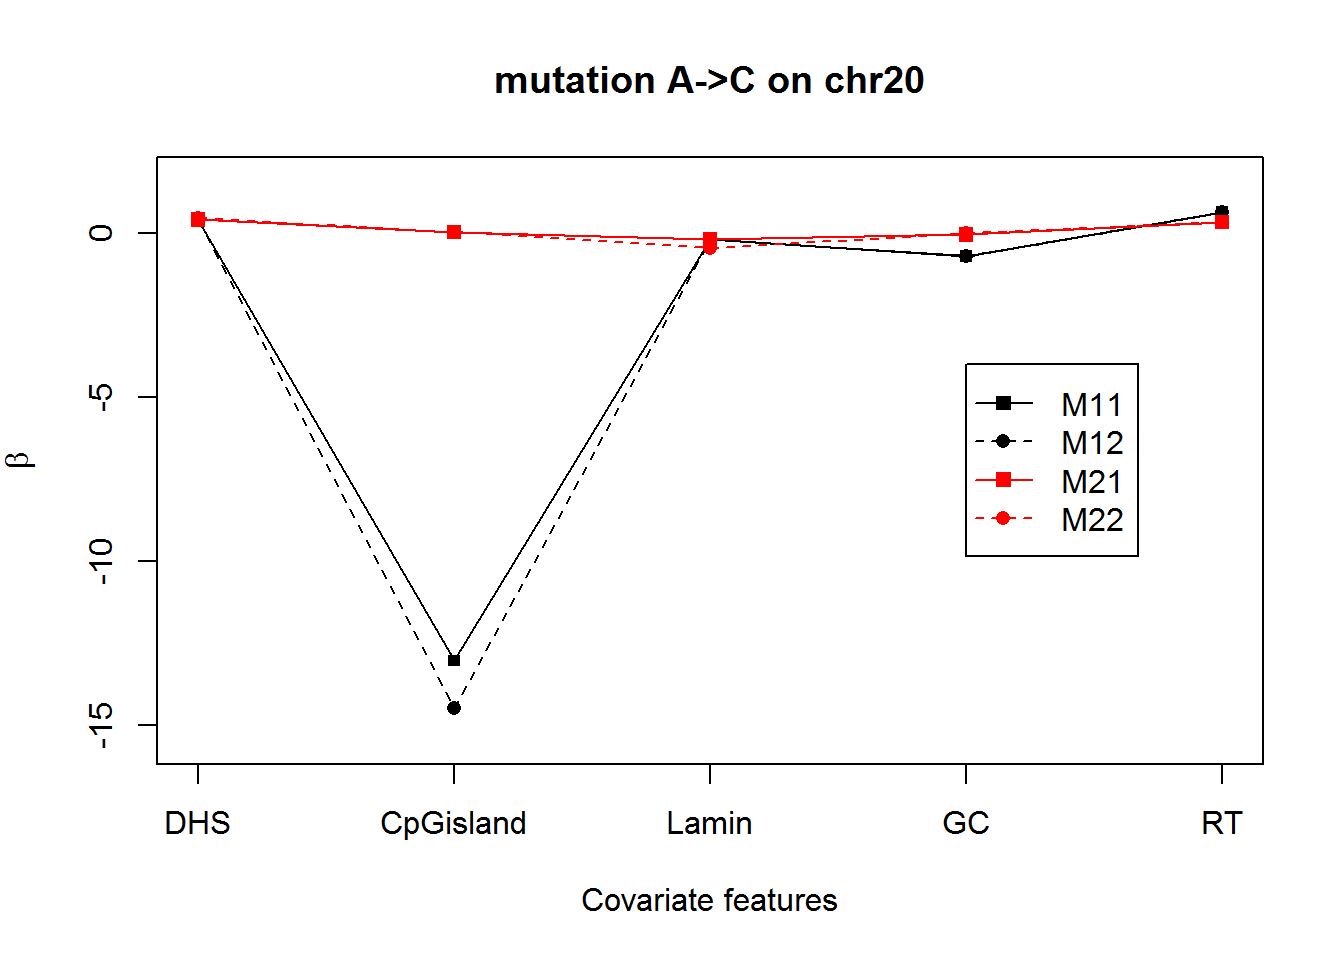 mutation A->C on chr20
0
-5
-10
-15
β
M11
M12
M21
M22
DHS CpGisland Lamin GC RT
Covariate features